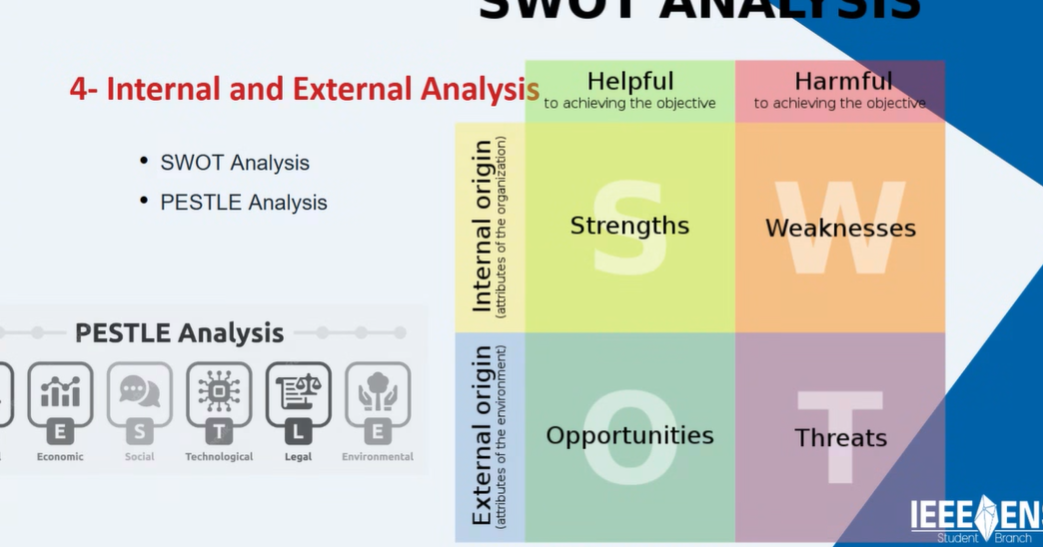 SWOT ANALYSIS
4- Internal and External Analysis
• SWOT Analysis
• PESTLE Analysis
Helpful
to achieving the objective
Harmful
to achieving the objective
Internal origin
(attributes of the organization)
S
Strengths
W
Weaknesses
External origin
(attributes of the environment)
O
Opportunities
T
Threats
PESTLE Analysis
E
S
T
L
E
Economic
Social
Technological
Legal
Environmental
IEEE ENS
Student Branch